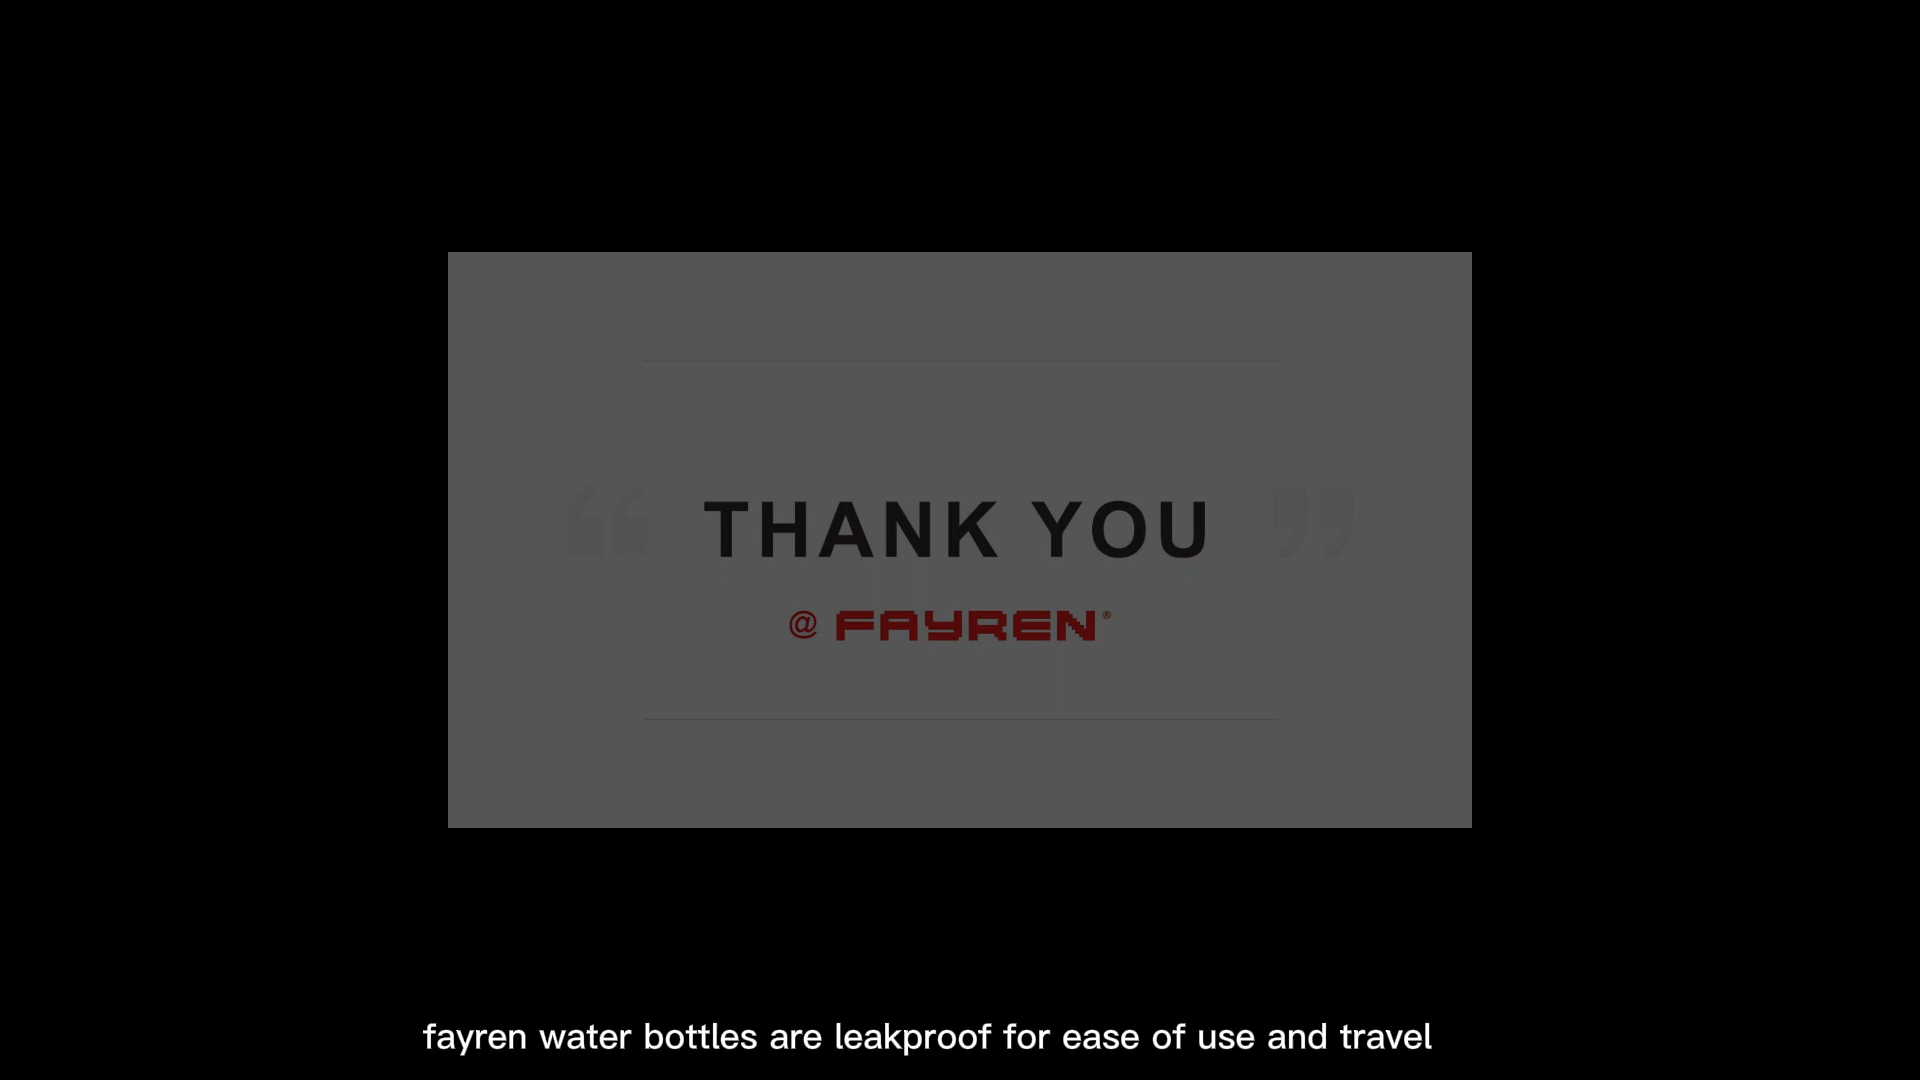 “ THANK YOU ”
@ FAYREN®
fayren water bottles are leakproof for ease of use and travel